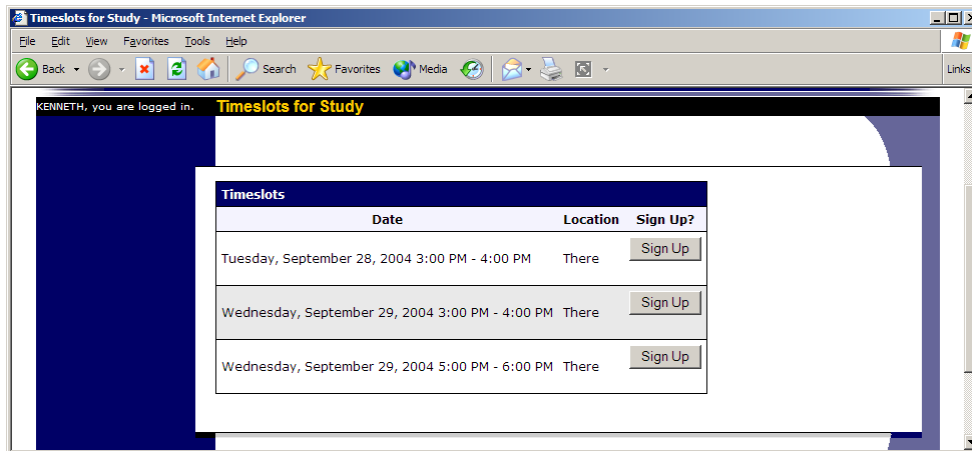 Timeslots for Study - Microsoft Internet Explorer
File Edit View Favorites Tools Help
Back Search Favorites Media Links
KENNETH, you are logged in. Timeslots for Study
Timeslots
Date Location Sign Up?
Tuesday, September 28, 2004 3:00 PM - 4:00 PM There Sign Up
Wednesday, September 29, 2004 3:00 PM - 4:00 PM There Sign Up
Wednesday, September 29, 2004 5:00 PM - 6:00 PM There Sign Up